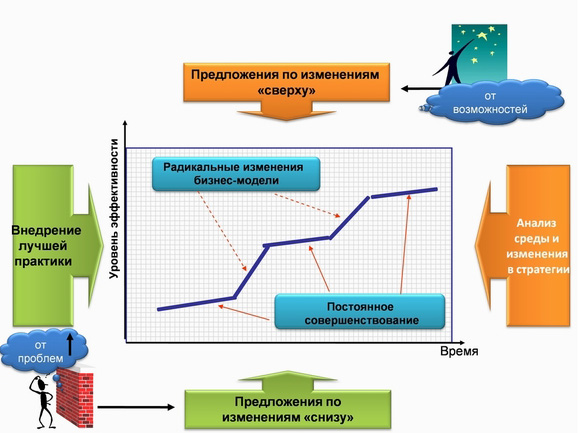 Предложения по изменениям
«сверху»
от
возможностей
Уровень эффективности
Радикальные изменения
бизнес-модели
Внедрение
лучшей
практики
Анализ
среды и
изменения
в стратегии
Постоянное
совершенствование
Время
от
проблем
Предложения по
изменениям «снизу»